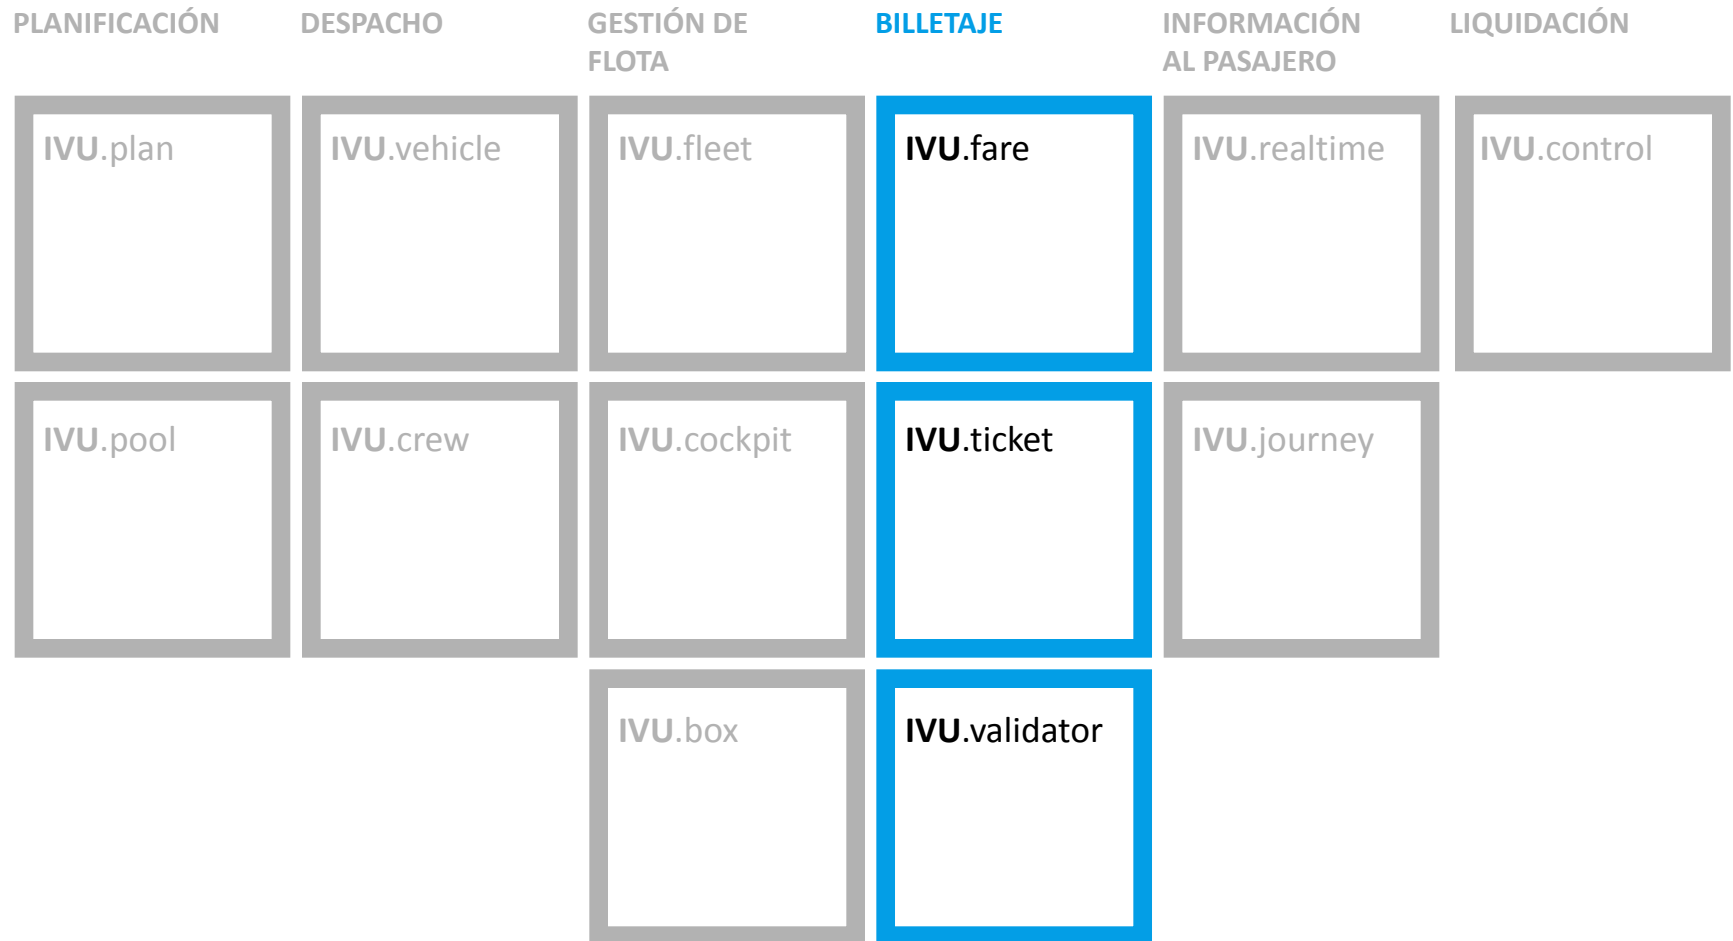 PLANIFICACIÓN
DESPACHO
GESTIÓN DE
FLOTA
BILLETAJE
INFORMACIÓN
AL PASAJERO
LIQUIDACIÓN
IVU.plan
IVU.vehicle
IVU.fleet
IVU.fare
IVU.realtime
IVU.control
IVU.pool
IVU.crew
IVU.cockpit
IVU.ticket
IVU.journey
IVU.box
IVU.validator